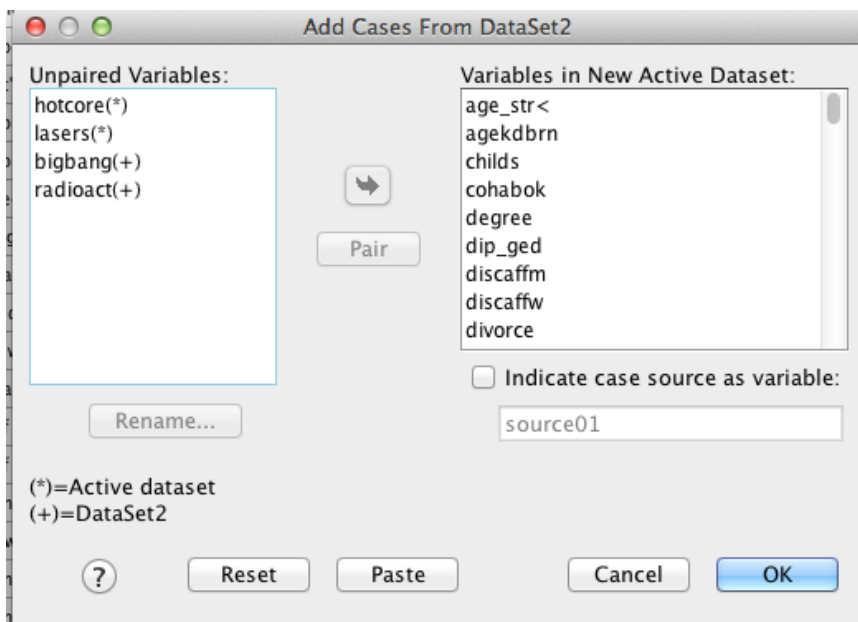 Add Cases From DataSet2
Unpaired Variables:
hotcore(*)
lasers(*)
bigbang(+)
radioact(+)
Pair
Variables in New Active Dataset:
age_str<
agekdbrn
childs
cohabok
degree
dip_ged
discaffm
discaffw
divorce
Indicate case source as variable:
source01
Rename...
(*)=Active dataset
(+)=DataSet2
?
Reset
Paste
Cancel
OK